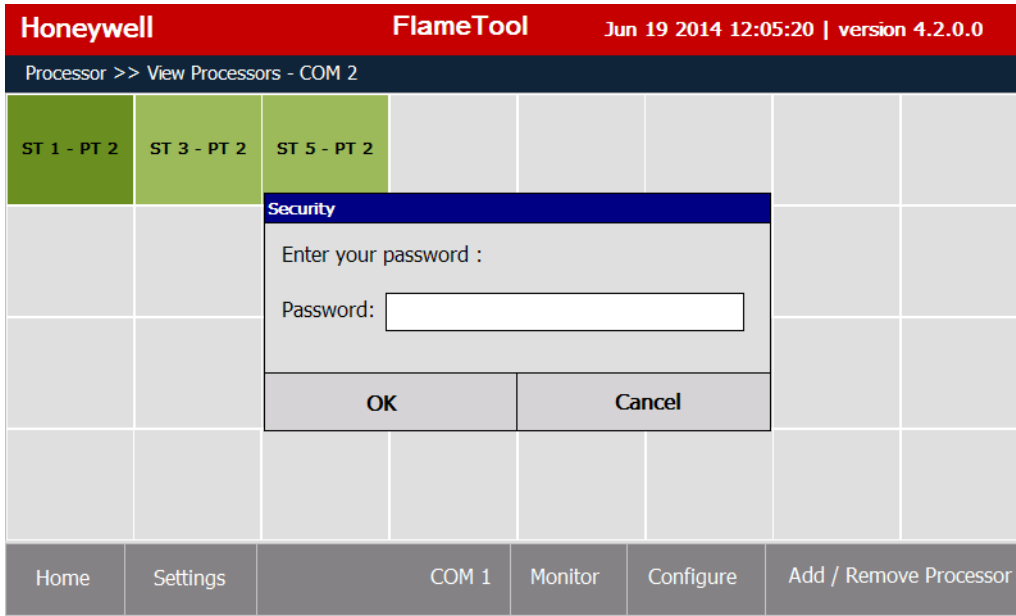 Honeywell FlameTool Jun 19 2014 12:05:20 | version 4.2.0.0
Processor >> View Processors - COM 2
ST 1 - PT 2 ST 3 - PT 2 ST 5 - PT 2
Security
Enter your password :
Password:
OK Cancel
Home Settings COM 1 Monitor Configure Add / Remove Processor